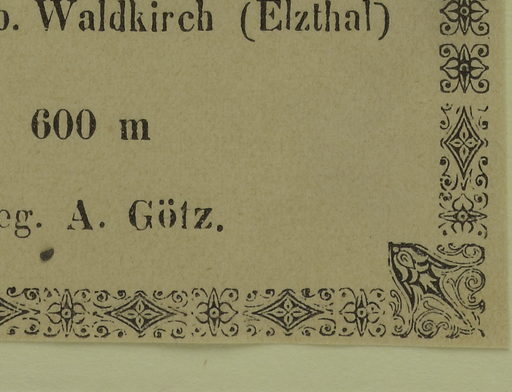 b. Waldkirch (Elzthal)
600 m
eg. A. Götz.